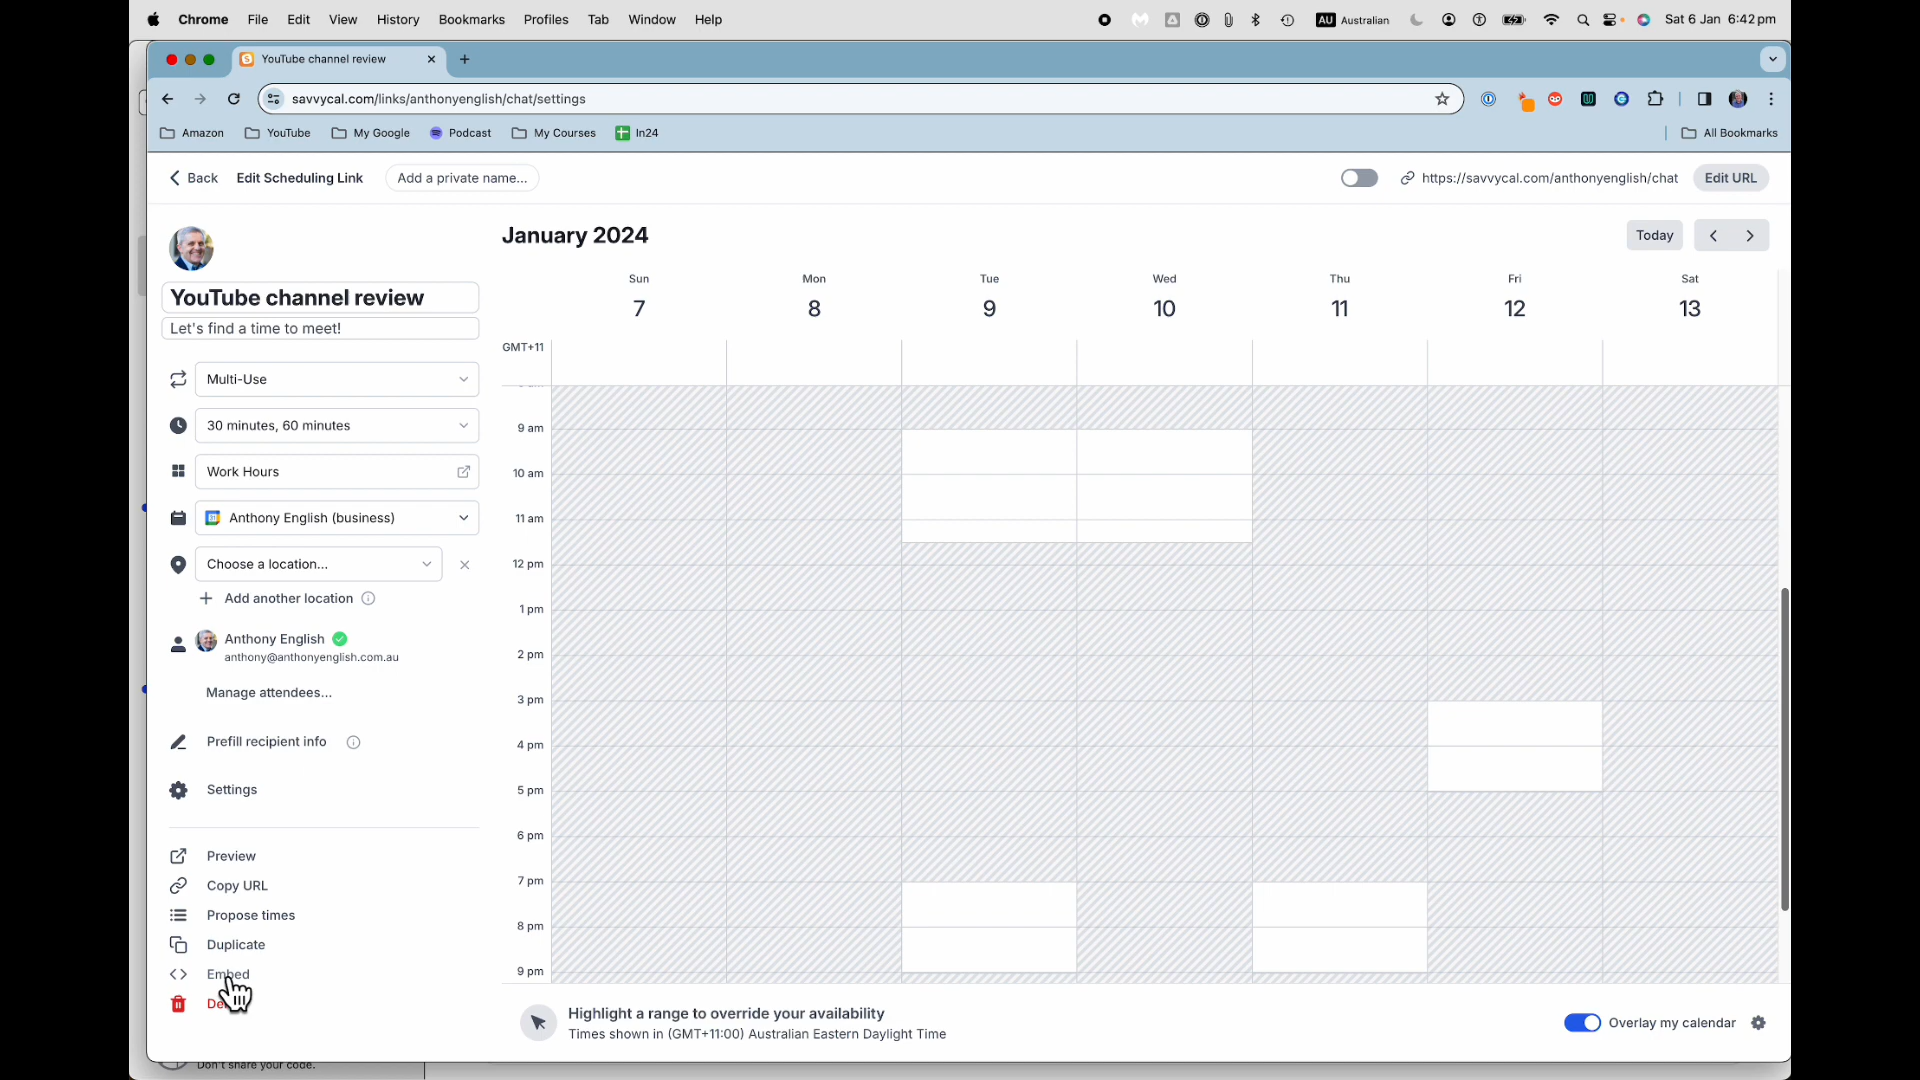 Chrome File Edit View History Bookmarks Profiles Tab Window Help AU Australian Sat 6 Jan 6:42 pm
YouTube channel review
savvycal.com/links/anthonyenglish/chat/settings
Amazon YouTube My Google Podcast My Courses In24 All Bookmarks
Back Edit Scheduling Link Add a private name... https://savvycal.com/anthonyenglish/chat Edit URL
YouTube channel review
Let's find a time to meet!
Multi-Use
30 minutes, 60 minutes
Work Hours
Anthony English (business)
Choose a location...
Add another location
Anthony English
anthony@anthonyenglish.com.au
Manage attendees...
Prefill recipient info
Settings
Preview
Copy URL
Propose times
Duplicate
Embed
January 2024 Today
Sun Mon Tue Wed Thu Fri Sat
7 8 9 10 11 12 13
GMT+11
9 am
10 am
11 am
12 pm
1 pm
2 pm
3 pm
4 pm
5 pm
6 pm
7 pm
8 pm
9 pm
Highlight a range to override your availability
Times shown in (GMT+11:00) Australian Eastern Daylight Time
Overlay my calendar
Don't share your code.